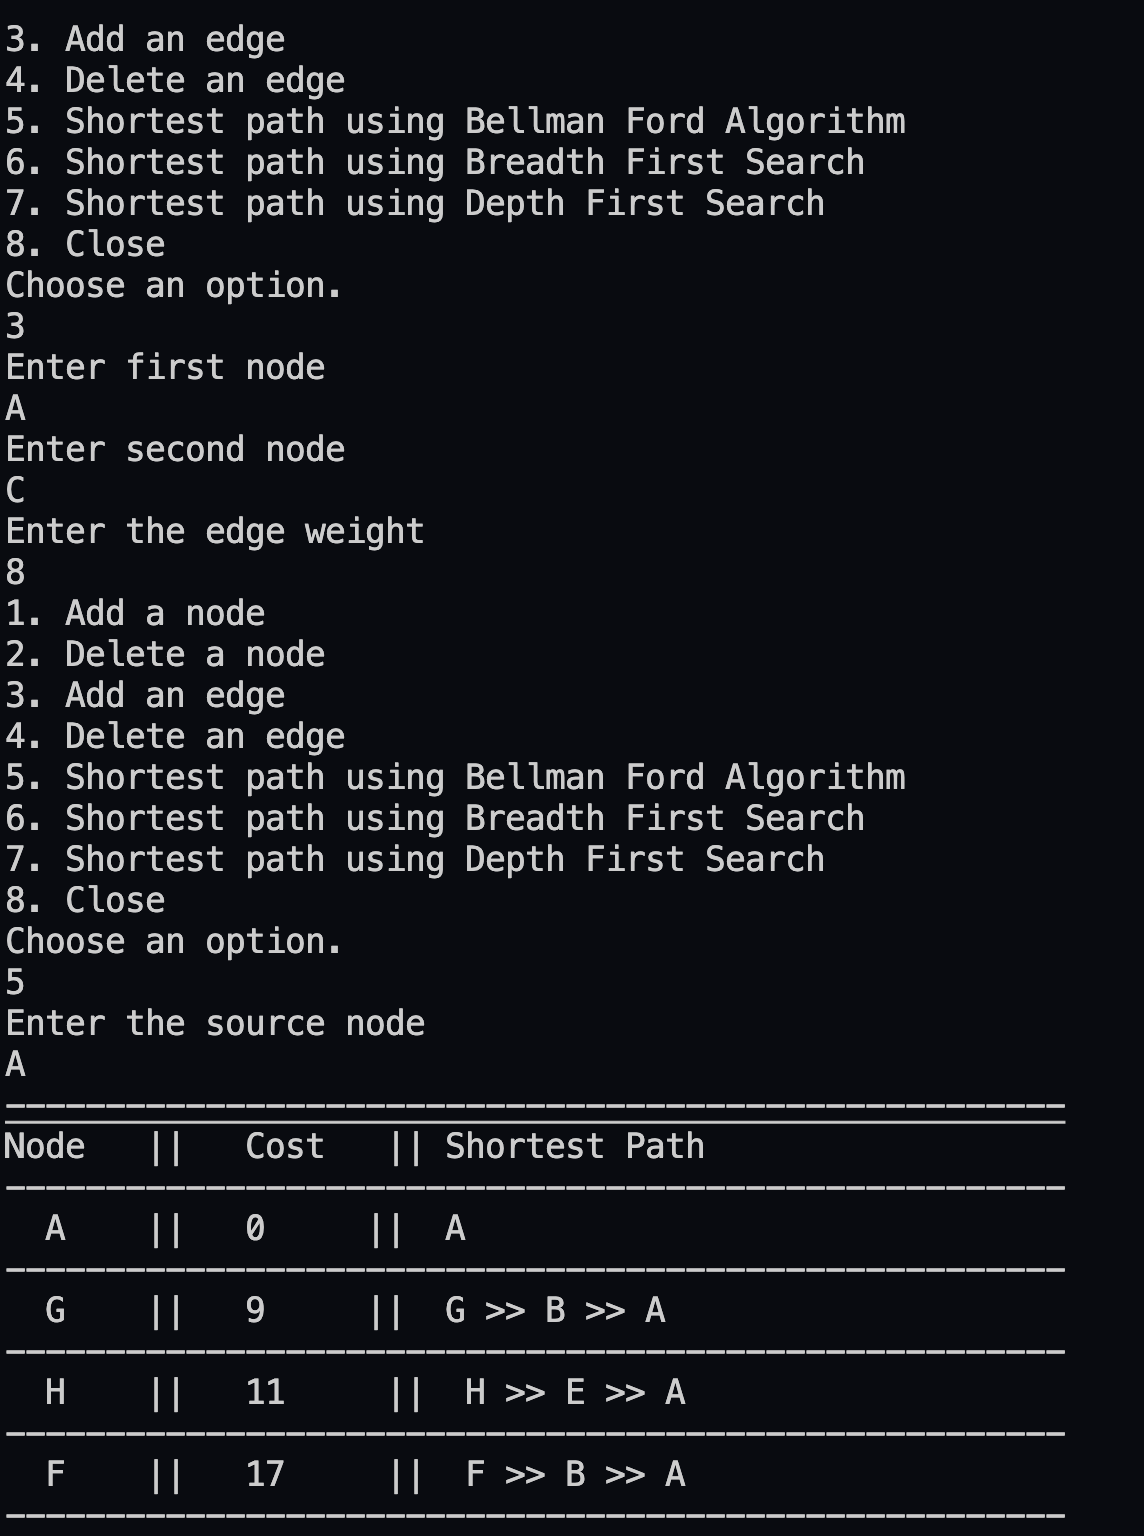 3. Add an edge
4. Delete an edge
5. Shortest path using Bellman Ford Algorithm
6. Shortest path using Breadth First Search
7. Shortest path using Depth First Search
8. Close
Choose an option.
3
Enter first node
A
Enter second node
C
Enter the edge weight
8
1. Add a node
2. Delete a node
3. Add an edge
4. Delete an edge
5. Shortest path using Bellman Ford Algorithm
6. Shortest path using Breadth First Search
7. Shortest path using Depth First Search
8. Close
Choose an option.
5
Enter the source node
A
-----------------------------------------------------
Node   ||   Cost   || Shortest Path
-----------------------------------------------------
  A    ||   0     ||  A
-----------------------------------------------------
  G    ||   9     ||  G >> B >> A
-----------------------------------------------------
  H    ||   11     ||  H >> E >> A
-----------------------------------------------------
  F    ||   17     ||  F >> B >> A
-----------------------------------------------------